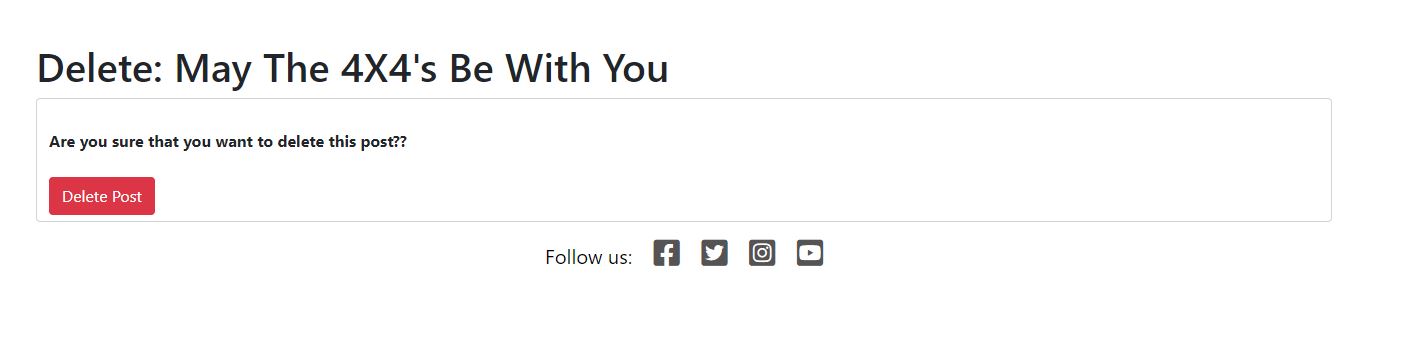 Delete: May The 4X4's Be With You
Are you sure that you want to delete this post??
Delete Post
Follow us: